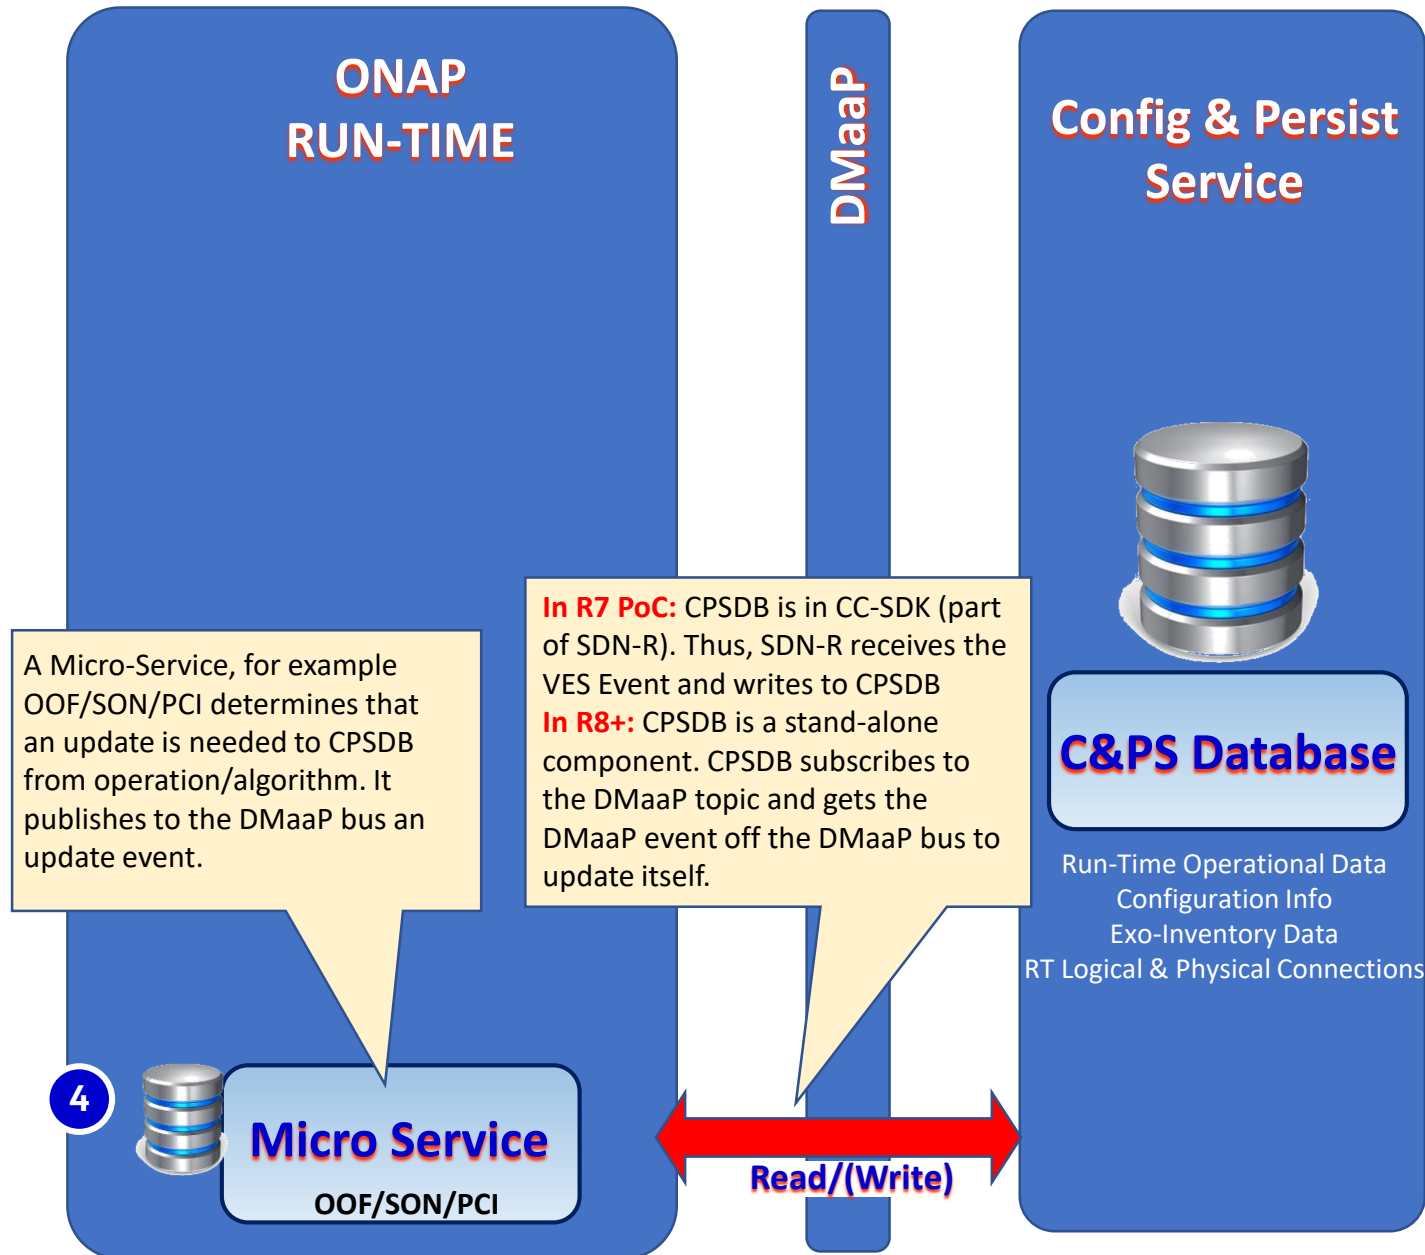 ONAP
RUN-TIME
DMaaP
Config & Persist
Service
In R7 PoC: CPSDB is in CC-SDK (part
of SDN-R). Thus, SDN-R receives the
VES Event and writes to CPSDB
In R8+: CPSDB is a stand-alone
component. CPSDB subscribes to
the DMaaP topic and gets the
DMaaP event off the DMaaP bus to
update itself.
A Micro-Service, for example
OOF/SON/PCI determines that
an update is needed to CPSDB
from operation/algorithm. It
publishes to the DMaaP bus an
update event.
C&PS Database
Run-Time Operational Data
Configuration Info
Exo-Inventory Data
RT Logical & Physical Connections
4
Micro Service
OOF/SON/PCI
Read/(Write)